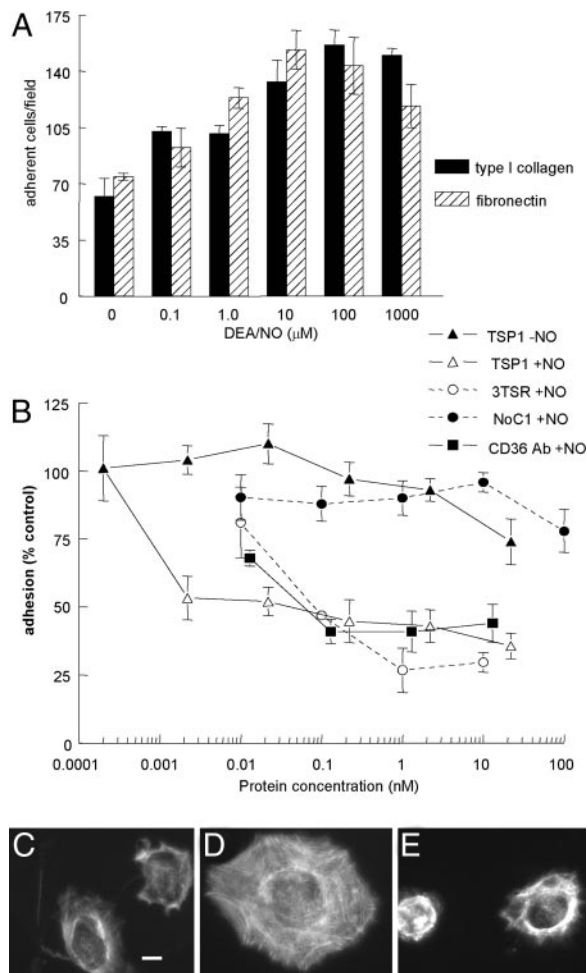 A
175
140
105
70
35
0
adherent cells/field
0 0.1 1.0 10 100 1000
DEA/NO (μM)
type I collagen
fibronectin
TSP1 -NO
TSP1 +NO
3TSR +NO
NoC1 +NO
CD36 Ab +NO
B
125
100
75
50
25
0
adhesion (% control)
0.0001 0.001 0.01 0.1 1 10 100
Protein concentration (nM)
C D E